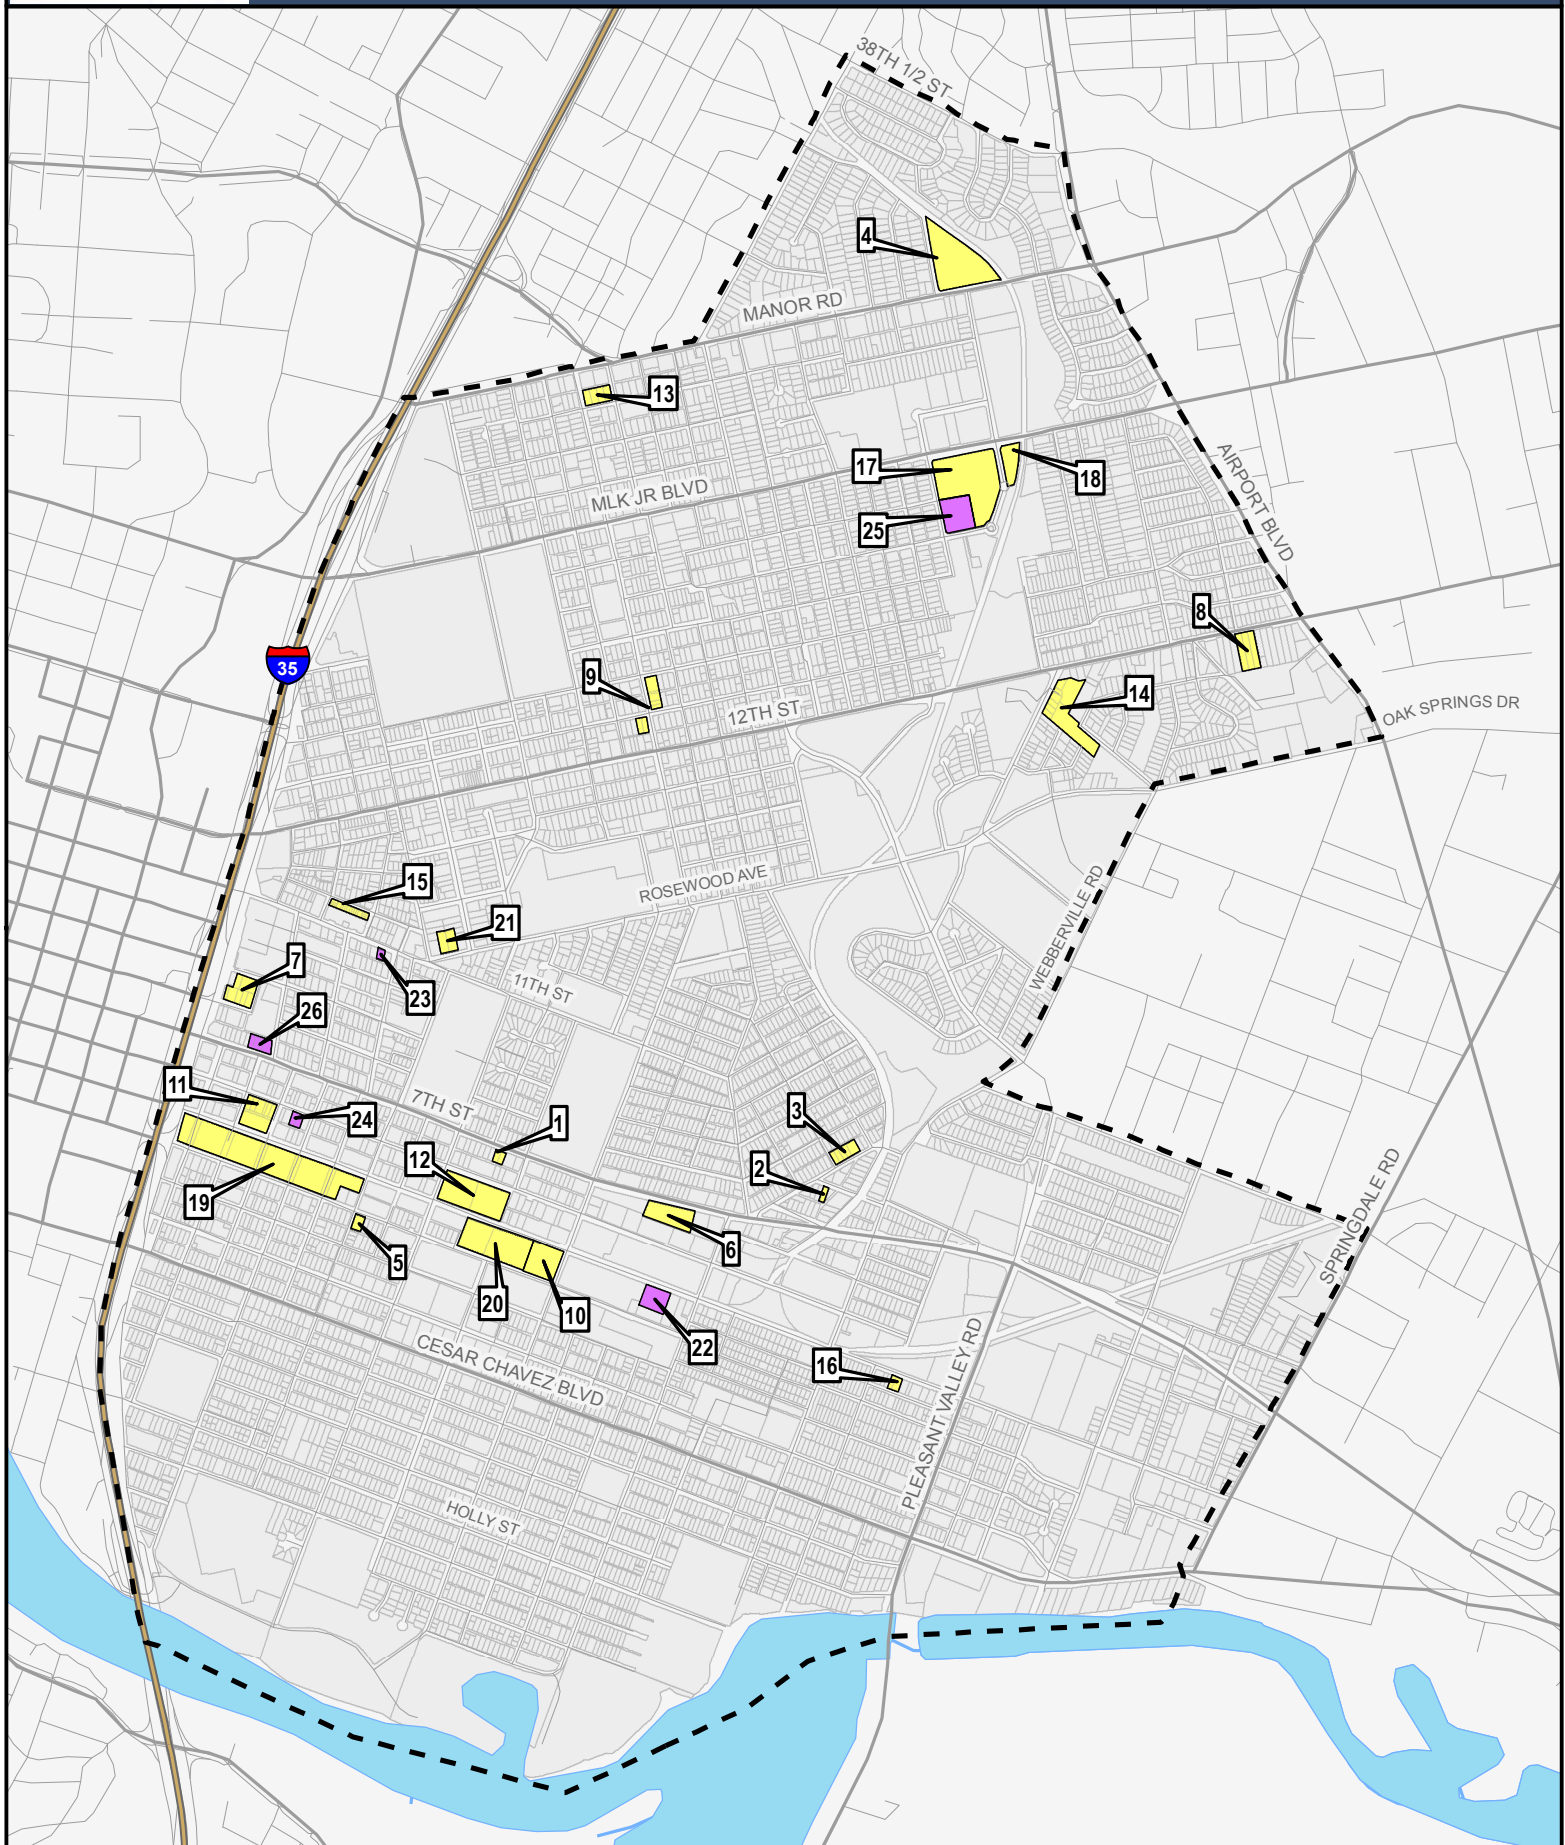 38TH 1/2 ST
4
MANOR RD
13
17
18
MLK JR BLVD
25
AIRPORT BLVD
8
35
9
14
12TH ST
OAK SPRINGS DR
15
ROSEWOOD AVE
21
WEBBERVILLE RD
7
11TH ST
23
26
11
7TH ST
24
1
3
12
2
19
SPRINGDALE RD
6
5
20
10
22
CESAR CHAVEZ BLVD
16
PLEASANT VALLEY RD
HOLLY ST